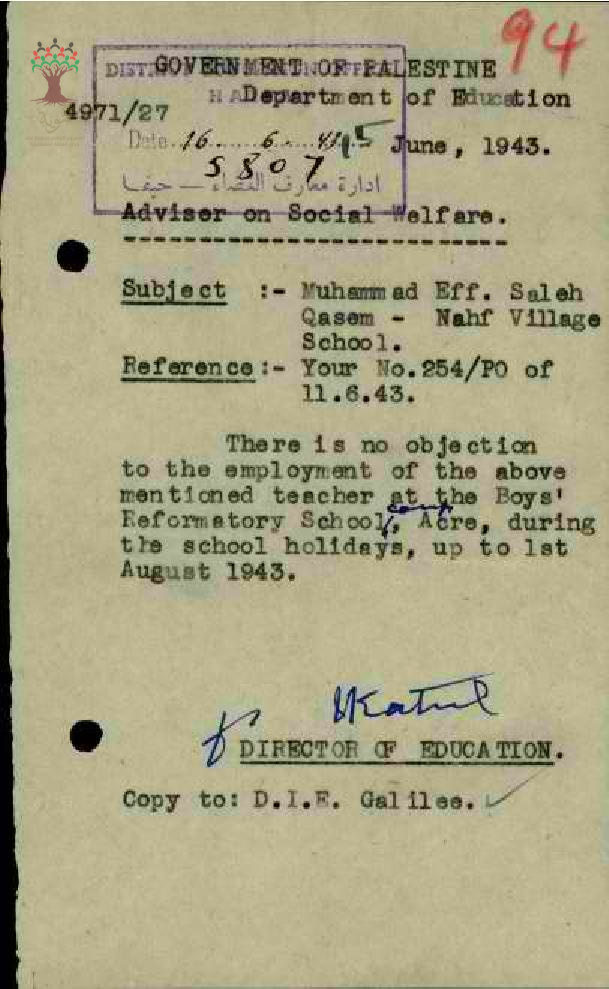 94
GOVERNMENT OF PALESTINE
Department of Education
4971/27
Date 16 6
5807
15 June, 1943.
ادارة معارف القضاء — حيفا
Adviser on Social Welfare.
Subject :- Muhammad Eff. Saleh
Qasem - Nahf Village
School.
Reference:- Your No.254/PO of
11.6.43.
There is no objection
to the employment of the above
mentioned teacher at the Boys'
camp
Reformatory School, Acre, during
the school holidays, up to 1st
August 1943.
DIRECTOR OF EDUCATION.
Copy to: D.I.E. Galilee.